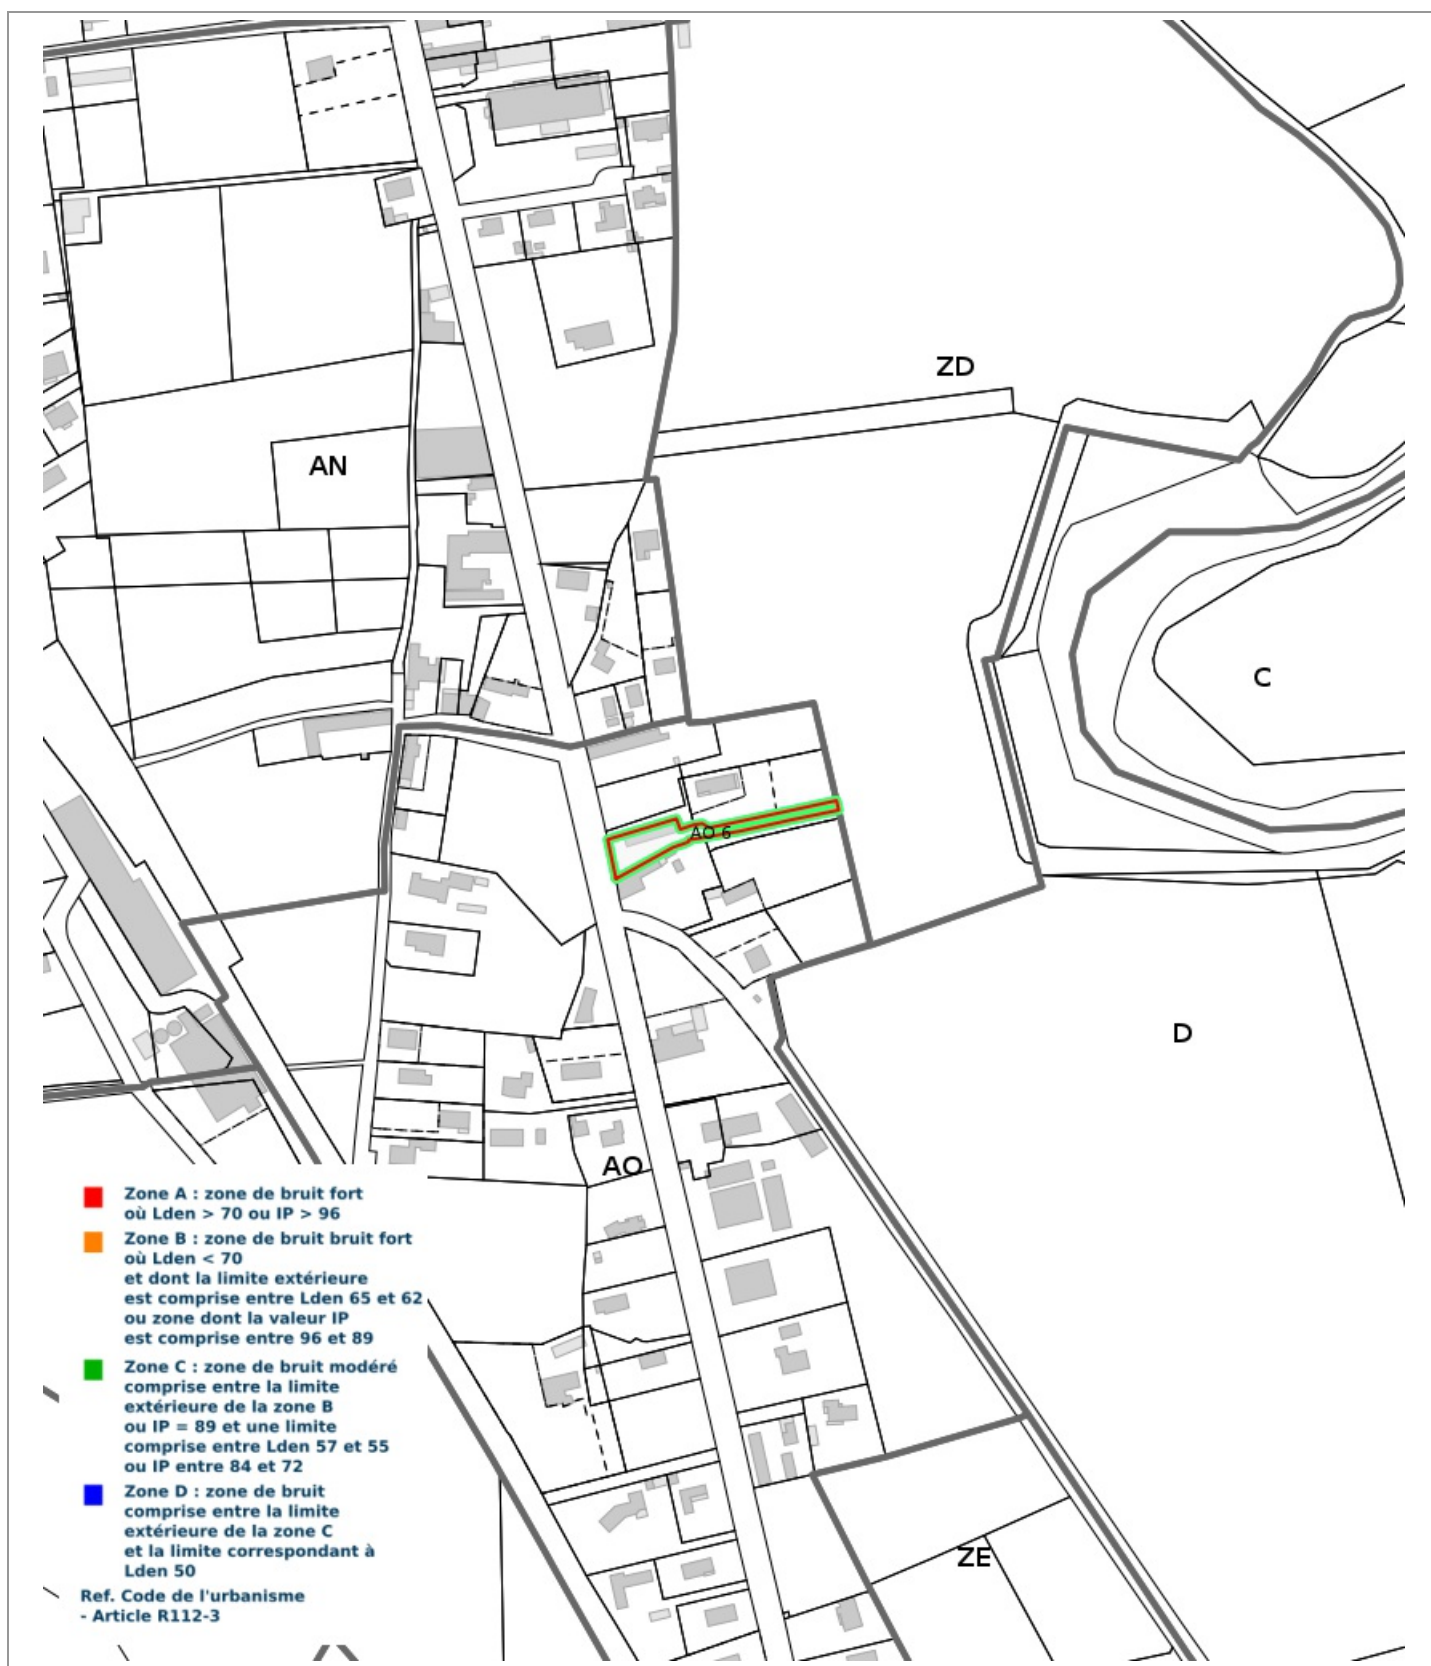 ZD
AN
C
AO 6
D
AO
Zone A : zone de bruit fort
où Lden > 70 ou IP > 96
Zone B : zone de bruit bruit fort
où Lden < 70
et dont la limite extérieure
est comprise entre Lden 65 et 62
ou zone dont la valeur IP
est comprise entre 96 et 89
Zone C : zone de bruit modéré
comprise entre la limite
extérieure de la zone B
ou IP = 89 et une limite
comprise entre Lden 57 et 55
ou IP entre 84 et 72
Zone D : zone de bruit
comprise entre la limite
extérieure de la zone C
et la limite correspondant à
Lden 50
ZE
Ref. Code de l'urbanisme
- Article R112-3